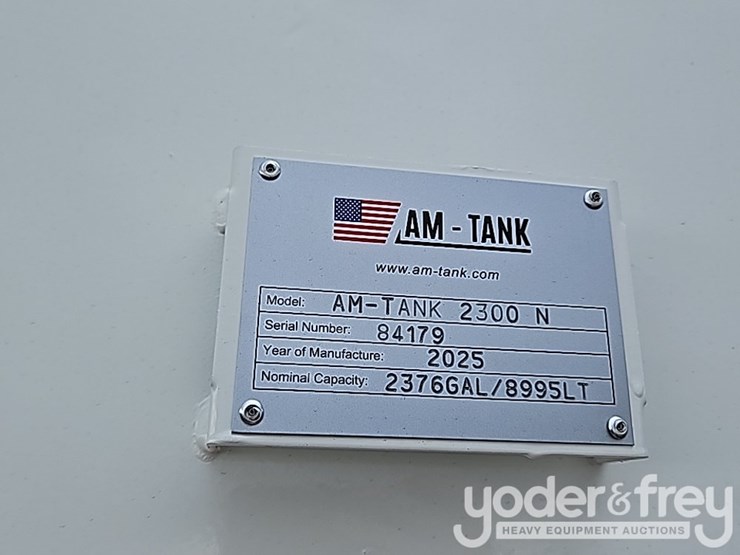 AM - TANK
www.am-tank.com
Model: AM-TANK 2300 N
Serial Number: 84179
Year of Manufacture: 2025
Nominal Capacity: 2376GAL/8995LT
yoder&frey
HEAVY EQUIPMENT AUCTIONS